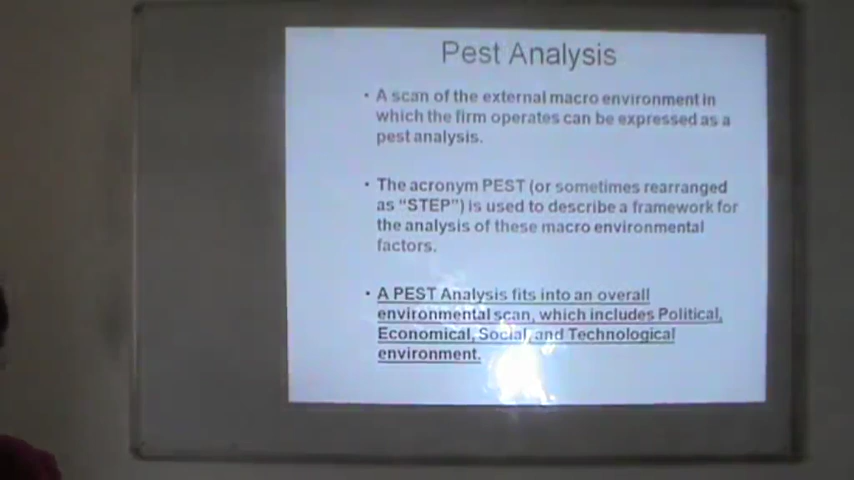 Pest Analysis
• A scan of the external macro environment in
which the firm operates can be expressed as a
pest analysis.
• The acronym PEST (or sometimes rearranged
as “STEP”) is used to describe a framework for
the analysis of these macro environmental
factors.
• A PEST Analysis fits into an overall
environmental scan, which includes Political,
Economical, Social, and Technological
environment.